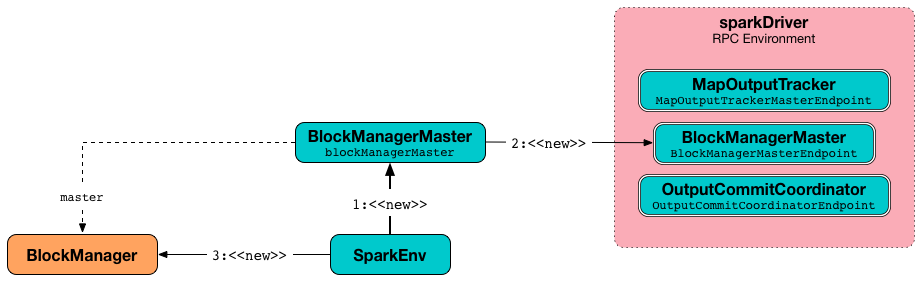 sparkDriver
RPC Environment
MapOutputTracker
MapOutputTrackerMasterEndpoint
BlockManagerMaster
blockManagerMaster
2:<<new>>
BlockManagerMaster
BlockManagerMasterEndpoint
OutputCommitCoordinator
OutputCommitCoordinatorEndpoint
master
1:<<new>>
BlockManager
3:<<new>>
SparkEnv